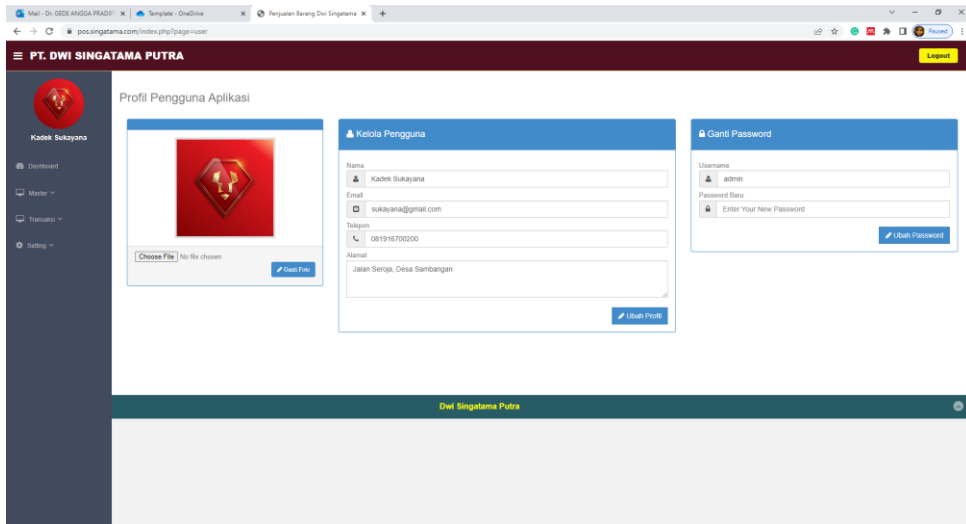 Mail - Dr. GEDE ANGGA PRADIP
Template - OneDrive
Penjualan Barang Dwi Singatama
pos.singatama.com/index.php?page=user
Paused
PT. DWI SINGATAMA PUTRA
Logout
Kadek Sukayana
Dashboard
Master
Transaksi
Setting
Profil Pengguna Aplikasi
Choose File No file chosen
Ganti Foto
Kelola Pengguna
Nama
Kadek Sukayana
Email
sukayana@gmail.com
Telepon
081916700200
Alamat
Jalan Seroja, Desa Sambangan
Ubah Profil
Ganti Password
Username
admin
Password Baru
Enter Your New Password
Ubah Password
Dwi Singatama Putra